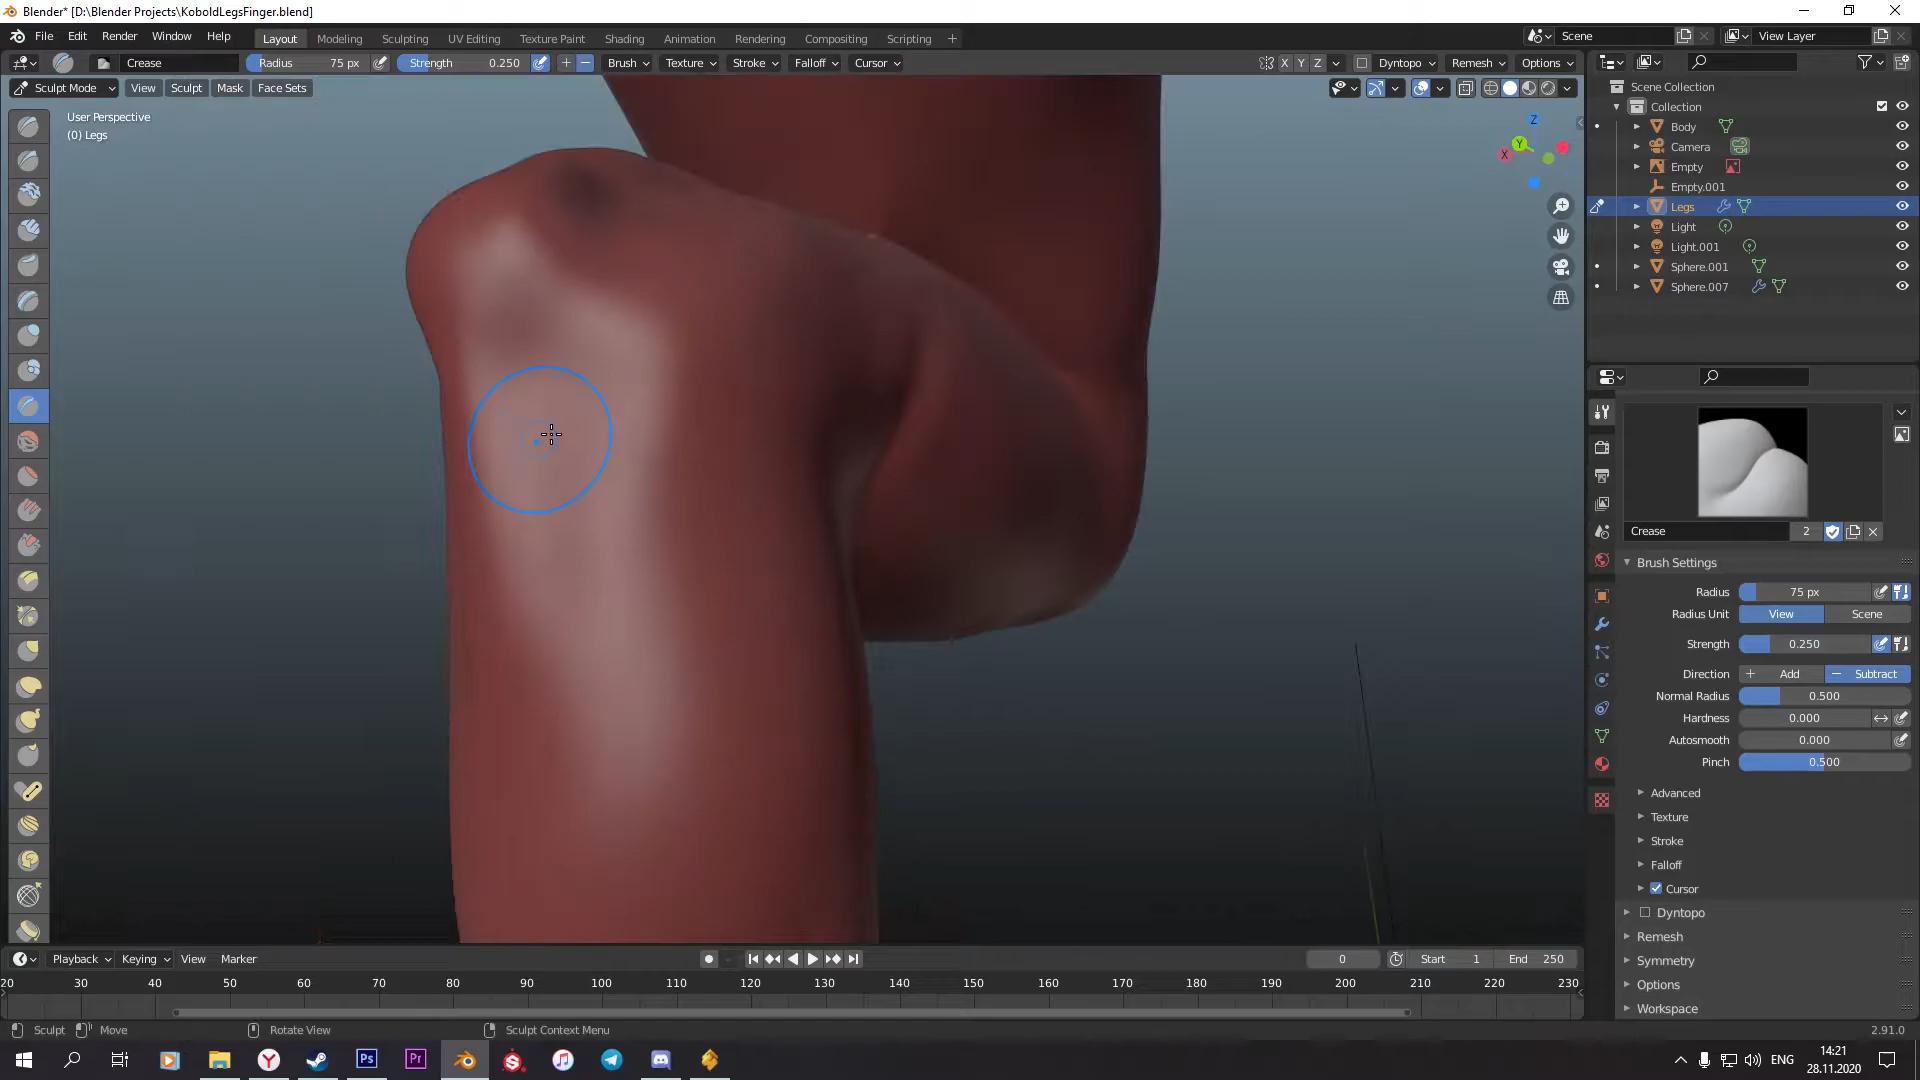 Blender* [D:\Blender Projects\KoboldLegsFinger.blend]
File Edit Render Window Help
Layout Modeling Sculpting UV Editing Texture Paint Shading Animation Rendering Compositing Scripting +
Scene View Layer
Crease Radius 75 px Strength 0.250 Brush Texture Stroke Falloff Cursor X Y Z Dyntopo Remesh Options
Sculpt Mode View Sculpt Mask Face Sets
User Perspective
(0) Legs
Z
Y
X
Scene Collection
Collection
Body
Camera
Empty
Empty.001
Legs
Light
Light.001
Sphere.001
Sphere.007
Crease 2
Brush Settings
Radius 75 px
Radius Unit View Scene
Strength 0.250
Direction + Add − Subtract
Normal Radius 0.500
Hardness 0.000
Autosmooth 0.000
Pinch 0.500
Advanced
Texture
Stroke
Falloff
Cursor
Dyntopo
Remesh
Symmetry
Options
Workspace
Playback Keying View Marker 0 Start 1 End 250
20 30 40 50 60 70 80 90 100 110 120 130 140 150 160 170 180 190 200 210 220 230
Sculpt Move Rotate View Sculpt Context Menu 2.91.0
Ps Pr ENG 14:21
28.11.2020